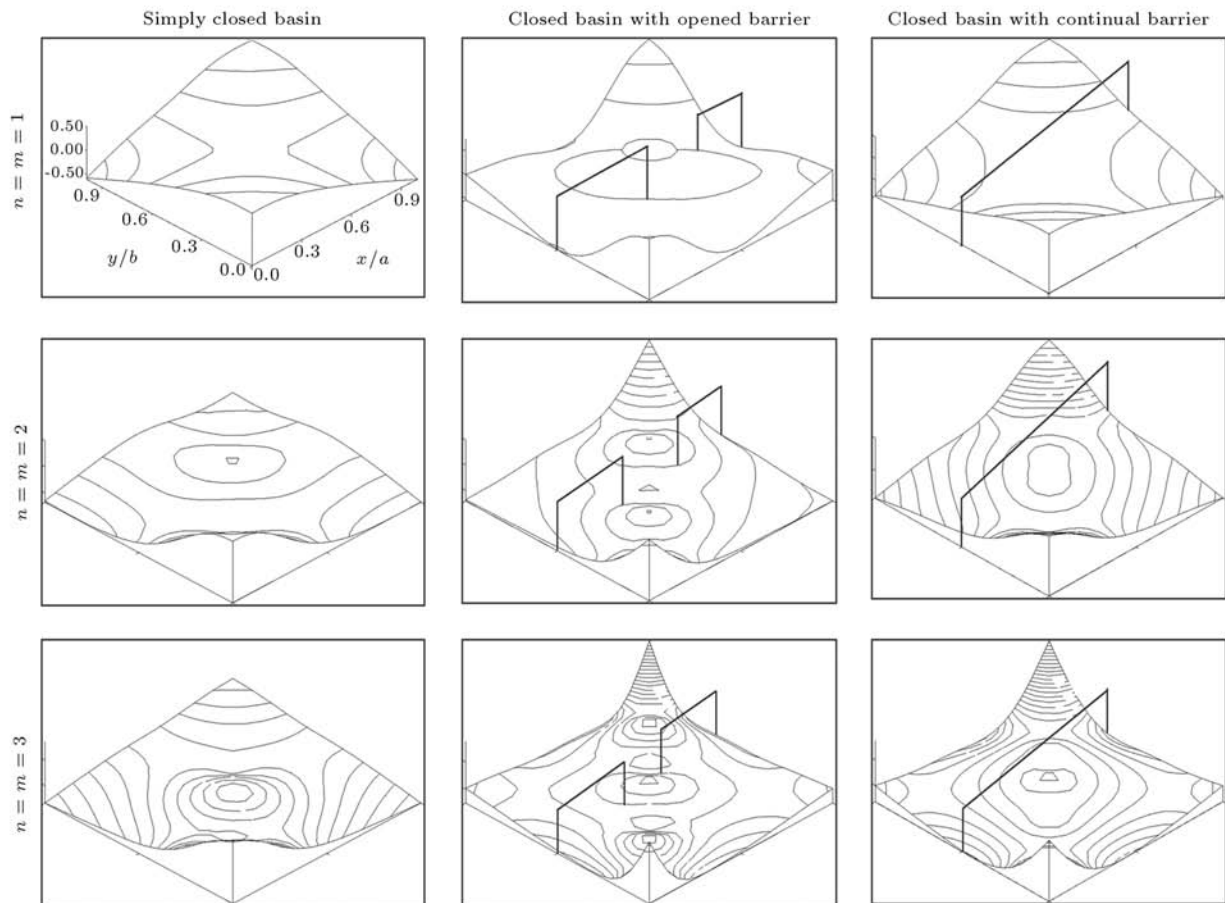 Simply closed basin
Closed basin with opened barrier
Closed basin with continual barrier
n = m = 1
0.50
0.00
-0.50
0.9
0.6
0.3
0.0
y/b
0.0
0.3
0.6
0.9
x/a
n = m = 2
n = m = 3